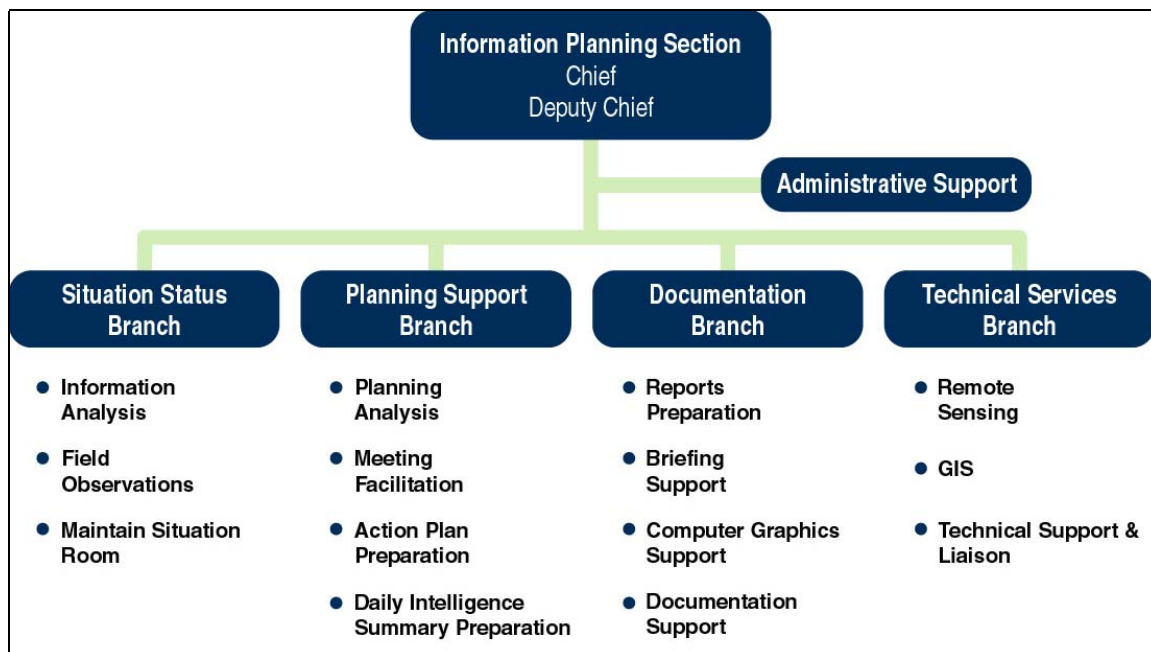 Information Planning Section
Chief
Deputy Chief
Administrative Support
Situation Status
Branch
Information
Analysis
Field
Observations
Maintain Situation
Room
Planning Support
Branch
Planning
Analysis
Meeting
Facilitation
Action Plan
Preparation
Daily Intelligence
Summary Preparation
Documentation
Branch
Reports
Preparation
Briefing
Support
Computer Graphics
Support
Documentation
Support
Technical Services
Branch
Remote
Sensing
GIS
Technical Support &
Liaison